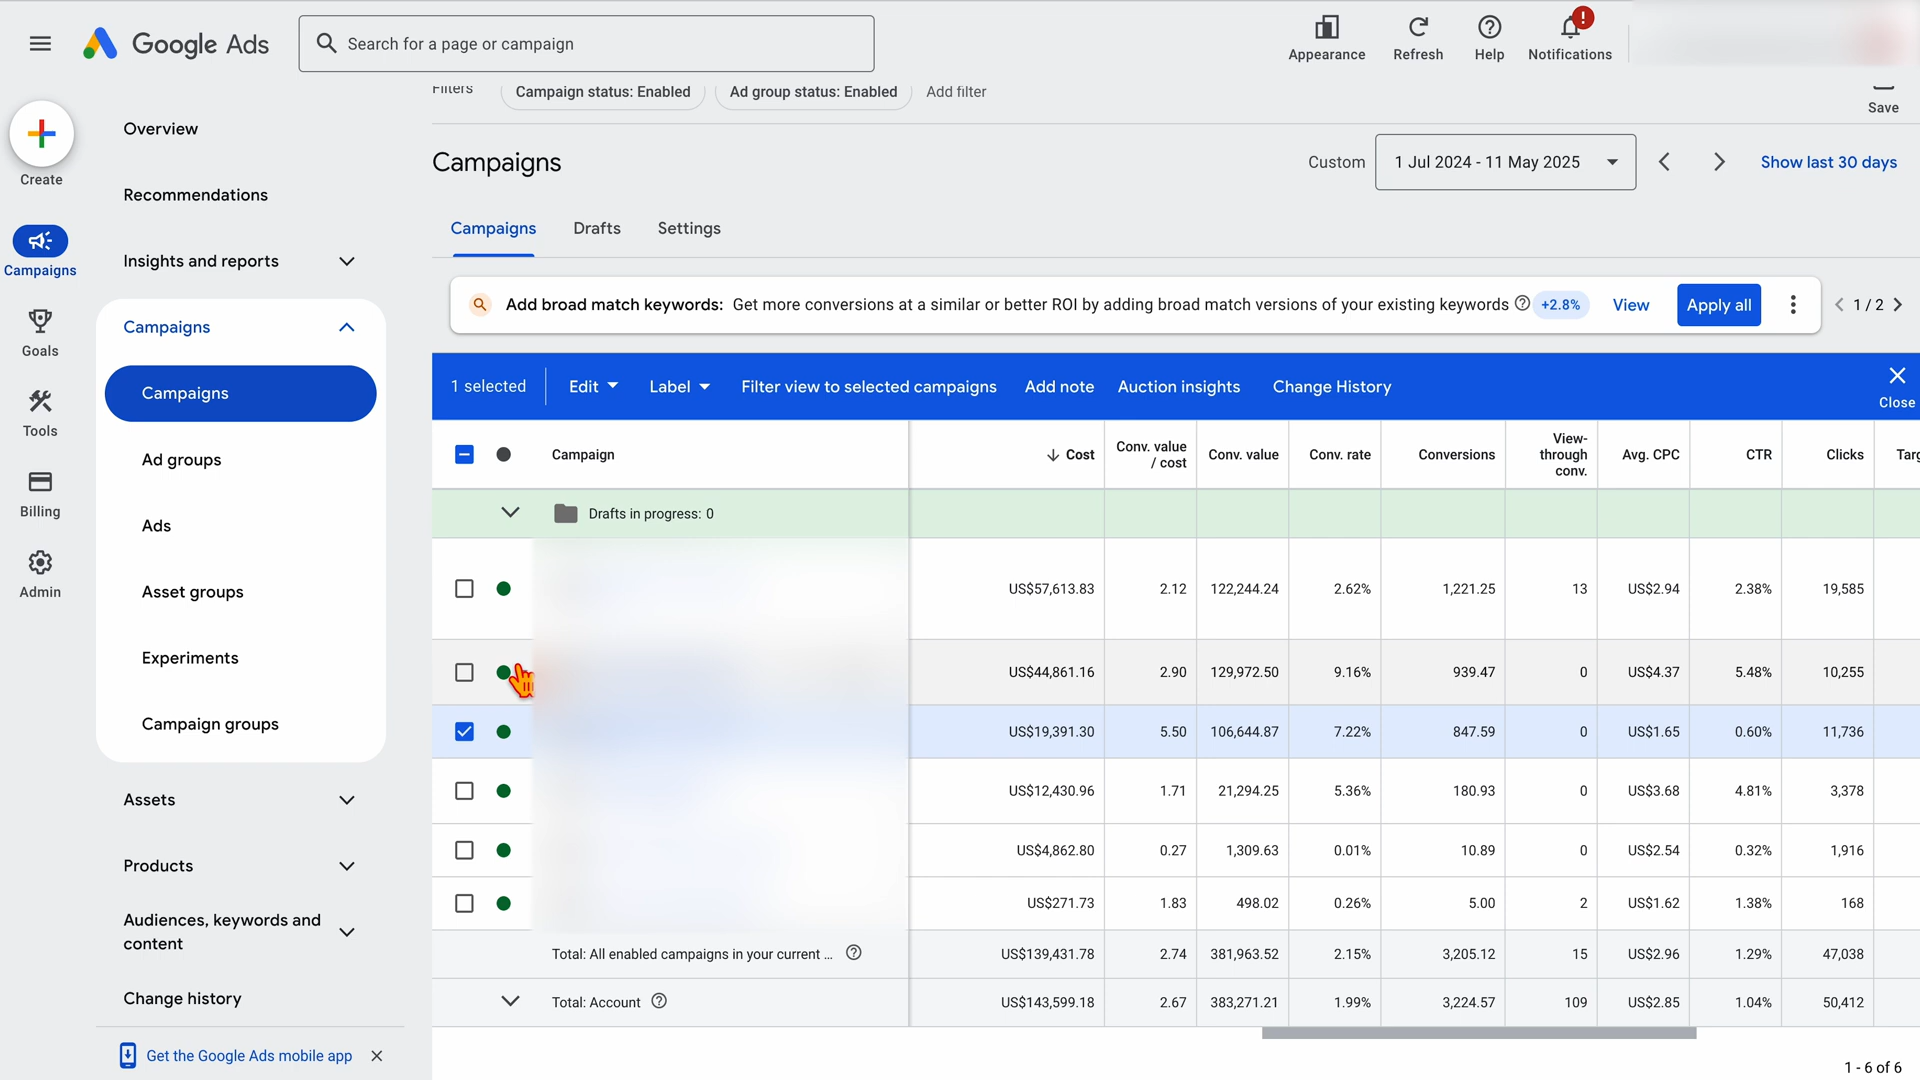 Google Ads
Search for a page or campaign
Appearance
Refresh
Help
!
Notifications
Filters
Campaign status: Enabled
Ad group status: Enabled
Add filter
Save
Create
Campaigns
Goals
Tools
Billing
Admin
Overview
Recommendations
Insights and reports
Campaigns
Campaigns
Ad groups
Ads
Asset groups
Experiments
Campaign groups
Assets
Products
Audiences, keywords and
content
Change history
Get the Google Ads mobile app
Campaigns
Custom
1 Jul 2024 - 11 May 2025
Show last 30 days
Campaigns Drafts Settings
Add broad match keywords: Get more conversions at a similar or better ROI by adding broad match versions of your existing keywords +2.8% View Apply all 1 / 2
1 selected Edit Label Filter view to selected campaigns Add note Auction insights Change History Close
Campaign Cost Conv. value / cost Conv. value Conv. rate Conversions View-through conv. Avg. CPC CTR Clicks Targ
Drafts in progress: 0
US$57,613.83 2.12 122,244.24 2.62% 1,221.25 13 US$2.94 2.38% 19,585
US$44,861.16 2.90 129,972.50 9.16% 939.47 0 US$4.37 5.48% 10,255
US$19,391.30 5.50 106,644.87 7.22% 847.59 0 US$1.65 0.60% 11,736
US$12,430.96 1.71 21,294.25 5.36% 180.93 0 US$3.68 4.81% 3,378
US$4,862.80 0.27 1,309.63 0.01% 10.89 0 US$2.54 0.32% 1,916
US$271.73 1.83 498.02 0.26% 5.00 2 US$1.62 1.38% 168
Total: All enabled campaigns in your current ... US$139,431.78 2.74 381,963.52 2.15% 3,205.12 15 US$2.96 1.29% 47,038
Total: Account US$143,599.18 2.67 383,271.21 1.99% 3,224.57 109 US$2.85 1.04% 50,412
1 - 6 of 6